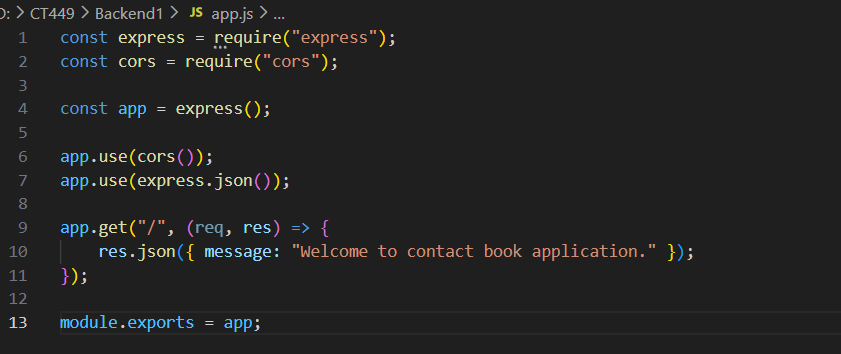 D: > CT449 > Backend1 > JS app.js > ...
1 const express = require("express");
2 const cors = require("cors");
3
4 const app = express();
5
6 app.use(cors());
7 app.use(express.json());
8
9 app.get("/", (req, res) => {
10     res.json({ message: "Welcome to contact book application." });
11 });
12
13 module.exports = app;